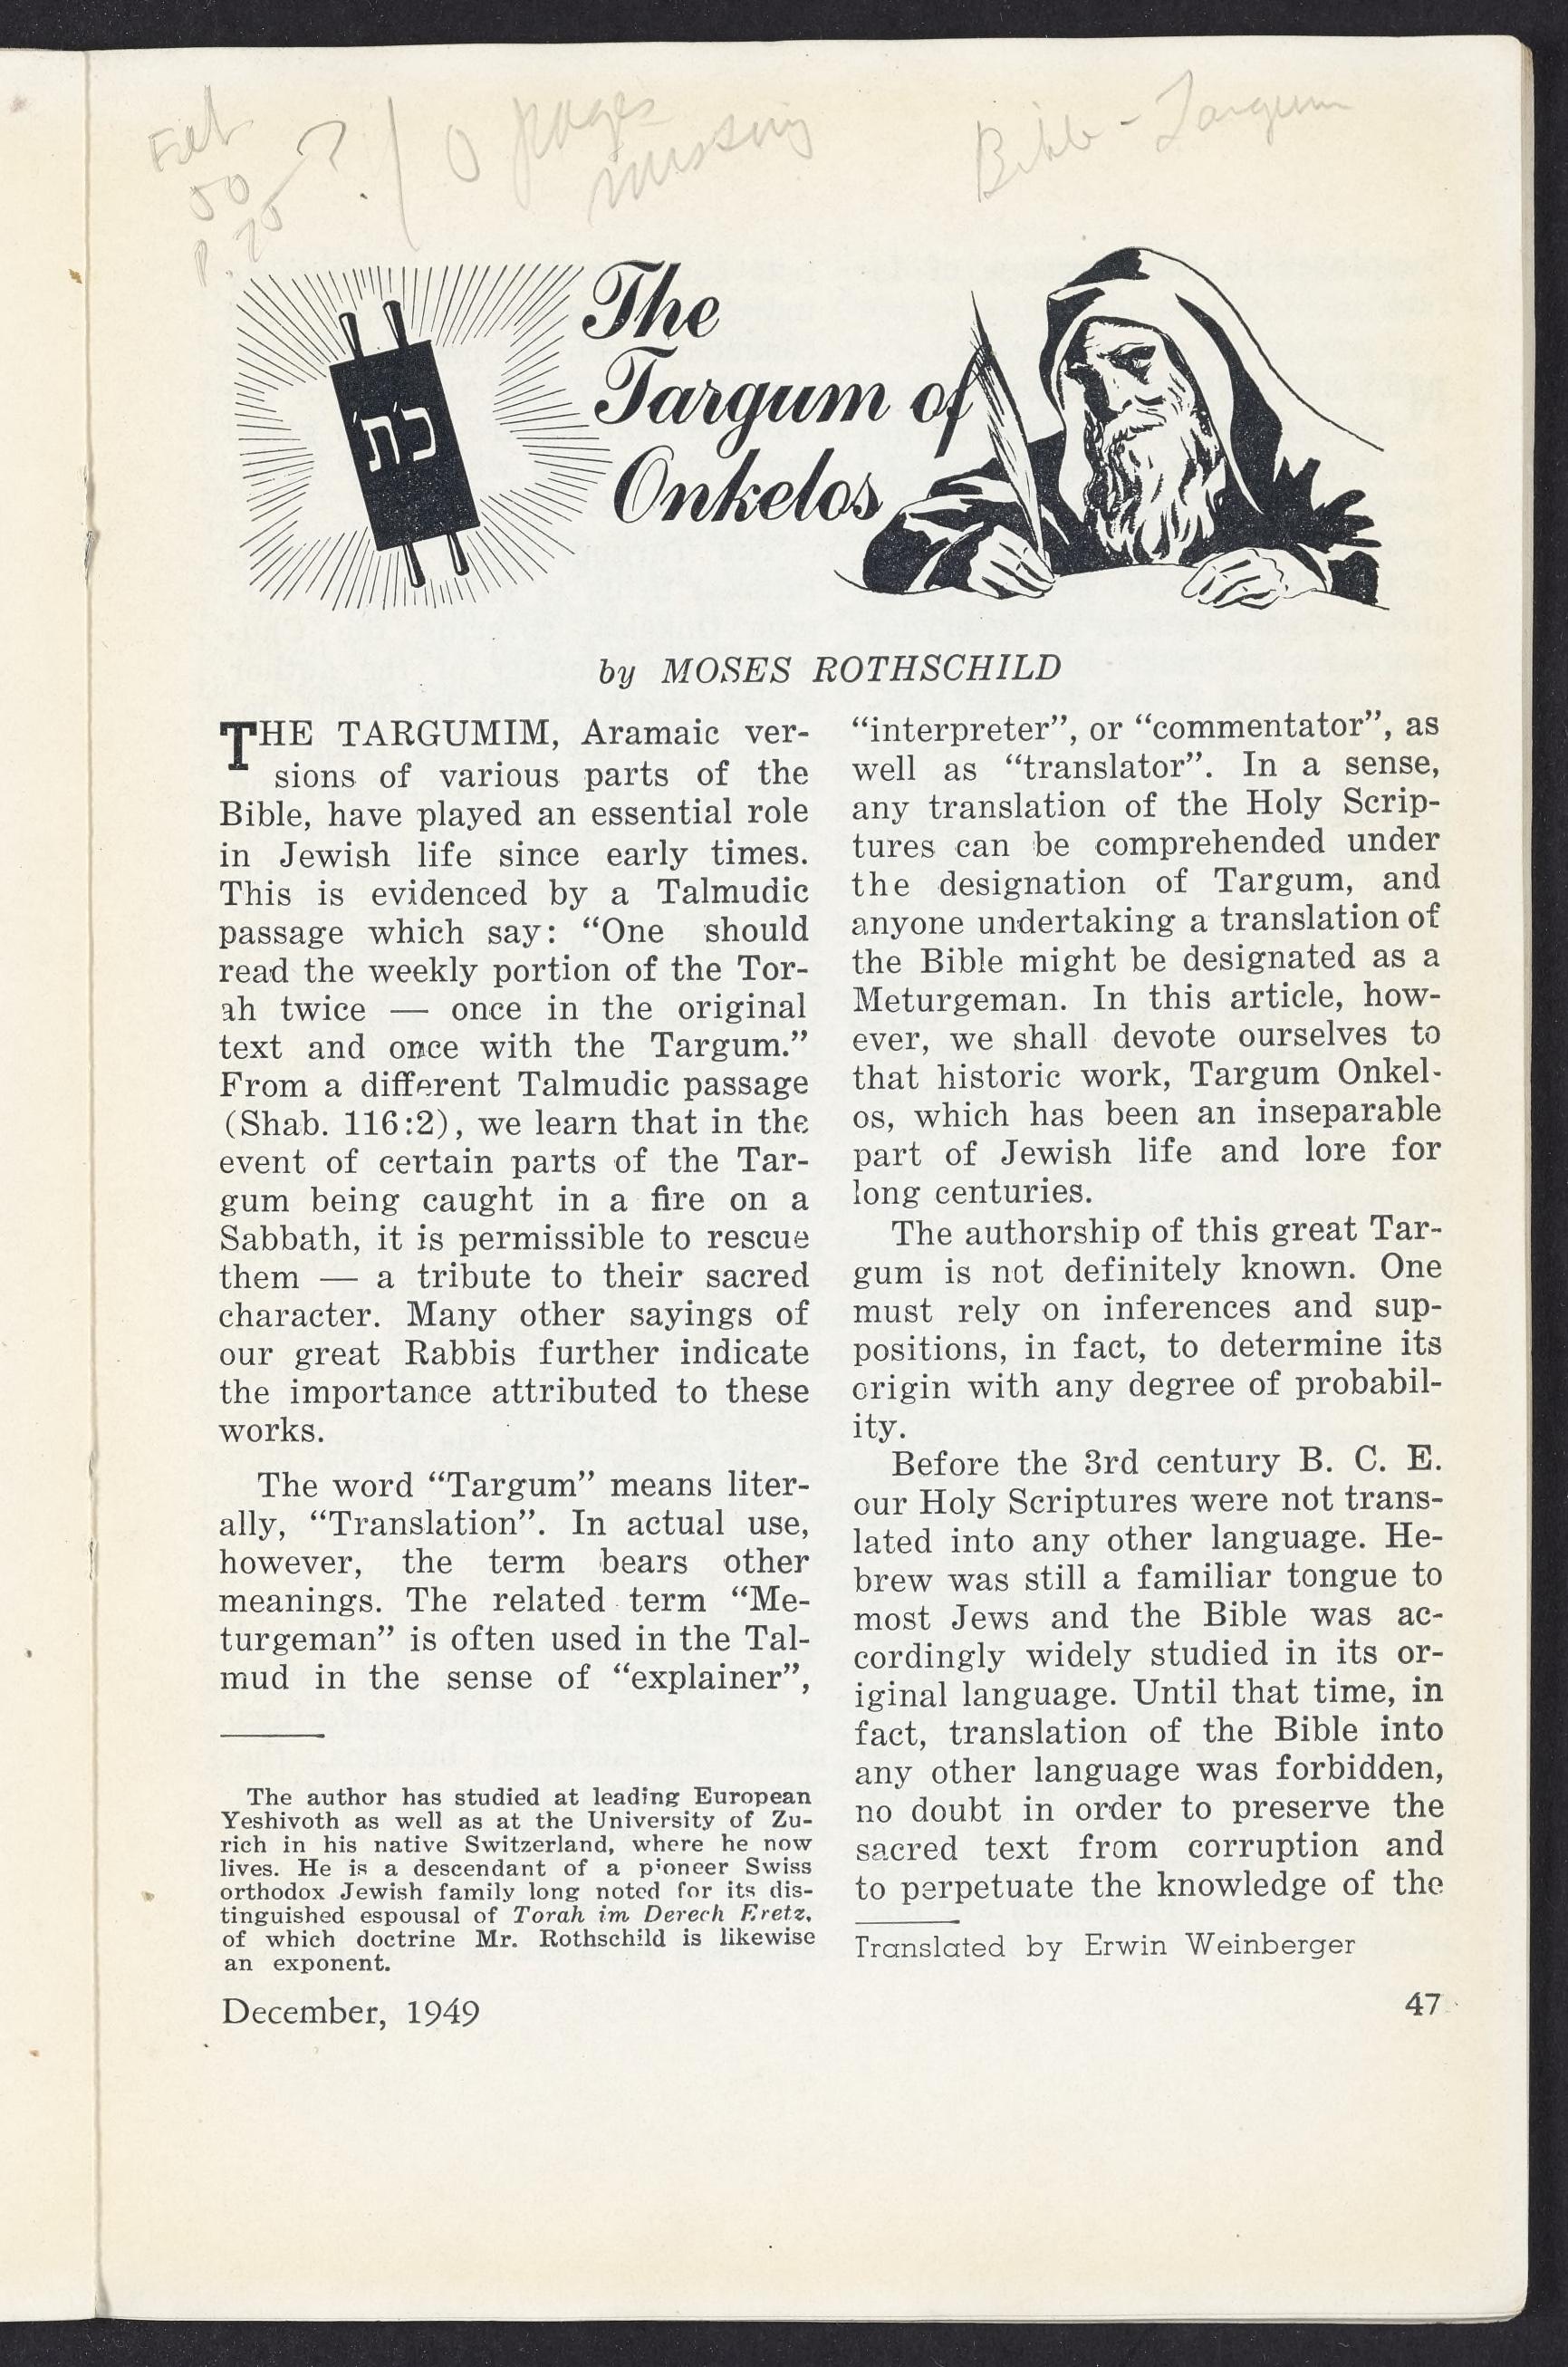 Feb
50
P. 20 — ?
pages
missing
Bible - Targum
כ'ת'
The
Targum of
Onkelos
by MOSES ROTHSCHILD
THE TARGUMIM, Aramaic ver-
sions of various parts of the
Bible, have played an essential role
in Jewish life since early times.
This is evidenced by a Talmudic
passage which say: “One should
read the weekly portion of the Tor-
ah twice — once in the original
text and once with the Targum.”
From a different Talmudic passage
(Shab. 116:2), we learn that in the
event of certain parts of the Tar-
gum being caught in a fire on a
Sabbath, it is permissible to rescue
them — a tribute to their sacred
character. Many other sayings of
our great Rabbis further indicate
the importance attributed to these
works.
The word “Targum” means liter-
ally, “Translation”. In actual use,
however, the term bears other
meanings. The related term “Me-
turgeman” is often used in the Tal-
mud in the sense of “explainer”,
The author has studied at leading European
Yeshivoth as well as at the University of Zu-
rich in his native Switzerland, where he now
lives. He is a descendant of a pioneer Swiss
orthodox Jewish family long noted for its dis-
tinguished espousal of Torah im Derech Eretz,
of which doctrine Mr. Rothschild is likewise
an exponent.
“interpreter”, or “commentator”, as
well as “translator”. In a sense,
any translation of the Holy Scrip-
tures can be comprehended under
the designation of Targum, and
anyone undertaking a translation of
the Bible might be designated as a
Meturgeman. In this article, how-
ever, we shall devote ourselves to
that historic work, Targum Onkel-
os, which has been an inseparable
part of Jewish life and lore for
long centuries.
The authorship of this great Tar-
gum is not definitely known. One
must rely on inferences and sup-
positions, in fact, to determine its
origin with any degree of probabil-
ity.
Before the 3rd century B. C. E.
our Holy Scriptures were not trans-
lated into any other language. He-
brew was still a familiar tongue to
most Jews and the Bible was ac-
cordingly widely studied in its or-
iginal language. Until that time, in
fact, translation of the Bible into
any other language was forbidden,
no doubt in order to preserve the
sacred text from corruption and
to perpetuate the knowledge of the
Translated by Erwin Weinberger
December, 1949
47